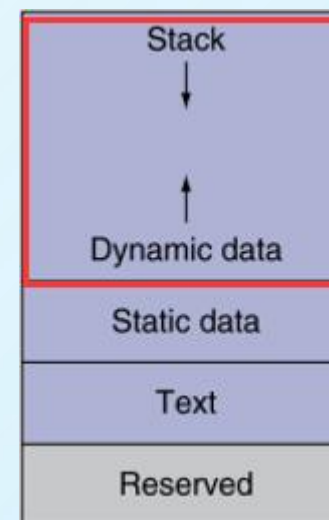 Stack
Dynamic data
Static data
Text
Reserved